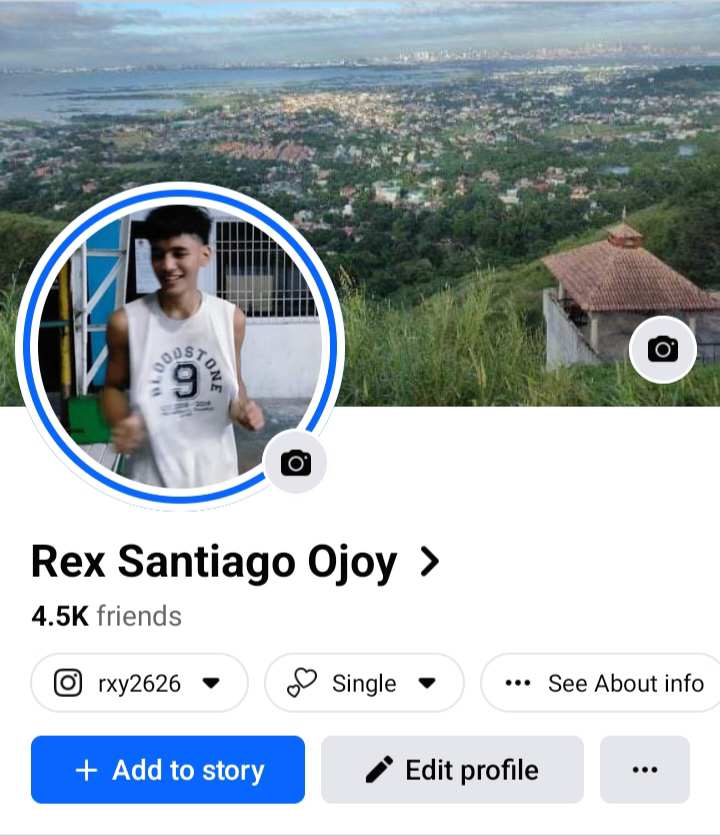 BLOODSTONE
9
Rex Santiago Ojoy
4.5K friends
rxy2626
Single
See About info
Add to story
Edit profile